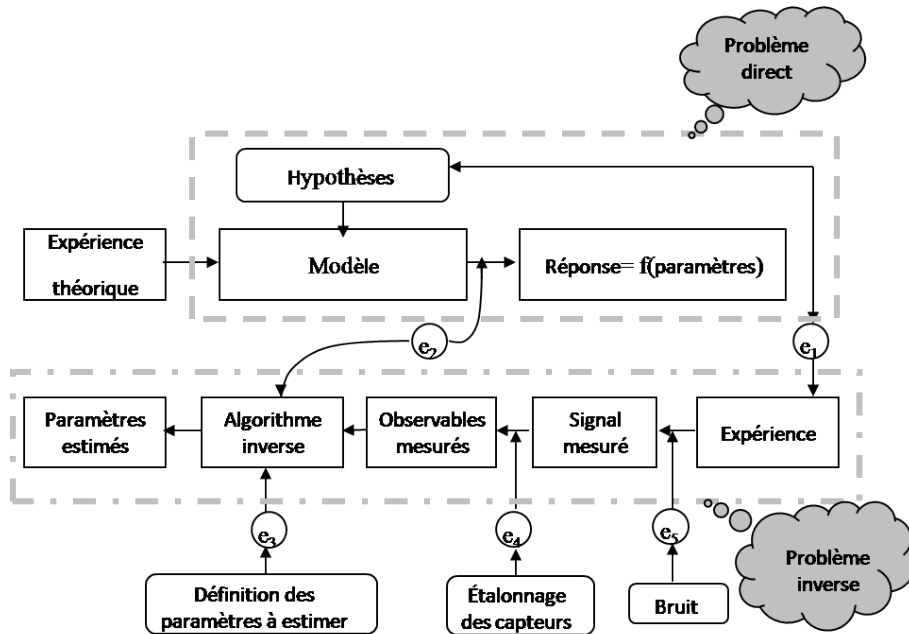 Problème
direct
Hypothèses
Expérience
théorique
Modèle
Réponse= f(paramètres)
e2
e1
Paramètres
estimés
Algorithme
inverse
Observables
mesurés
Signal
mesuré
Expérience
e3
e4
e5
Problème
inverse
Définition des
paramètres à estimer
Étalonnage
des capteurs
Bruit